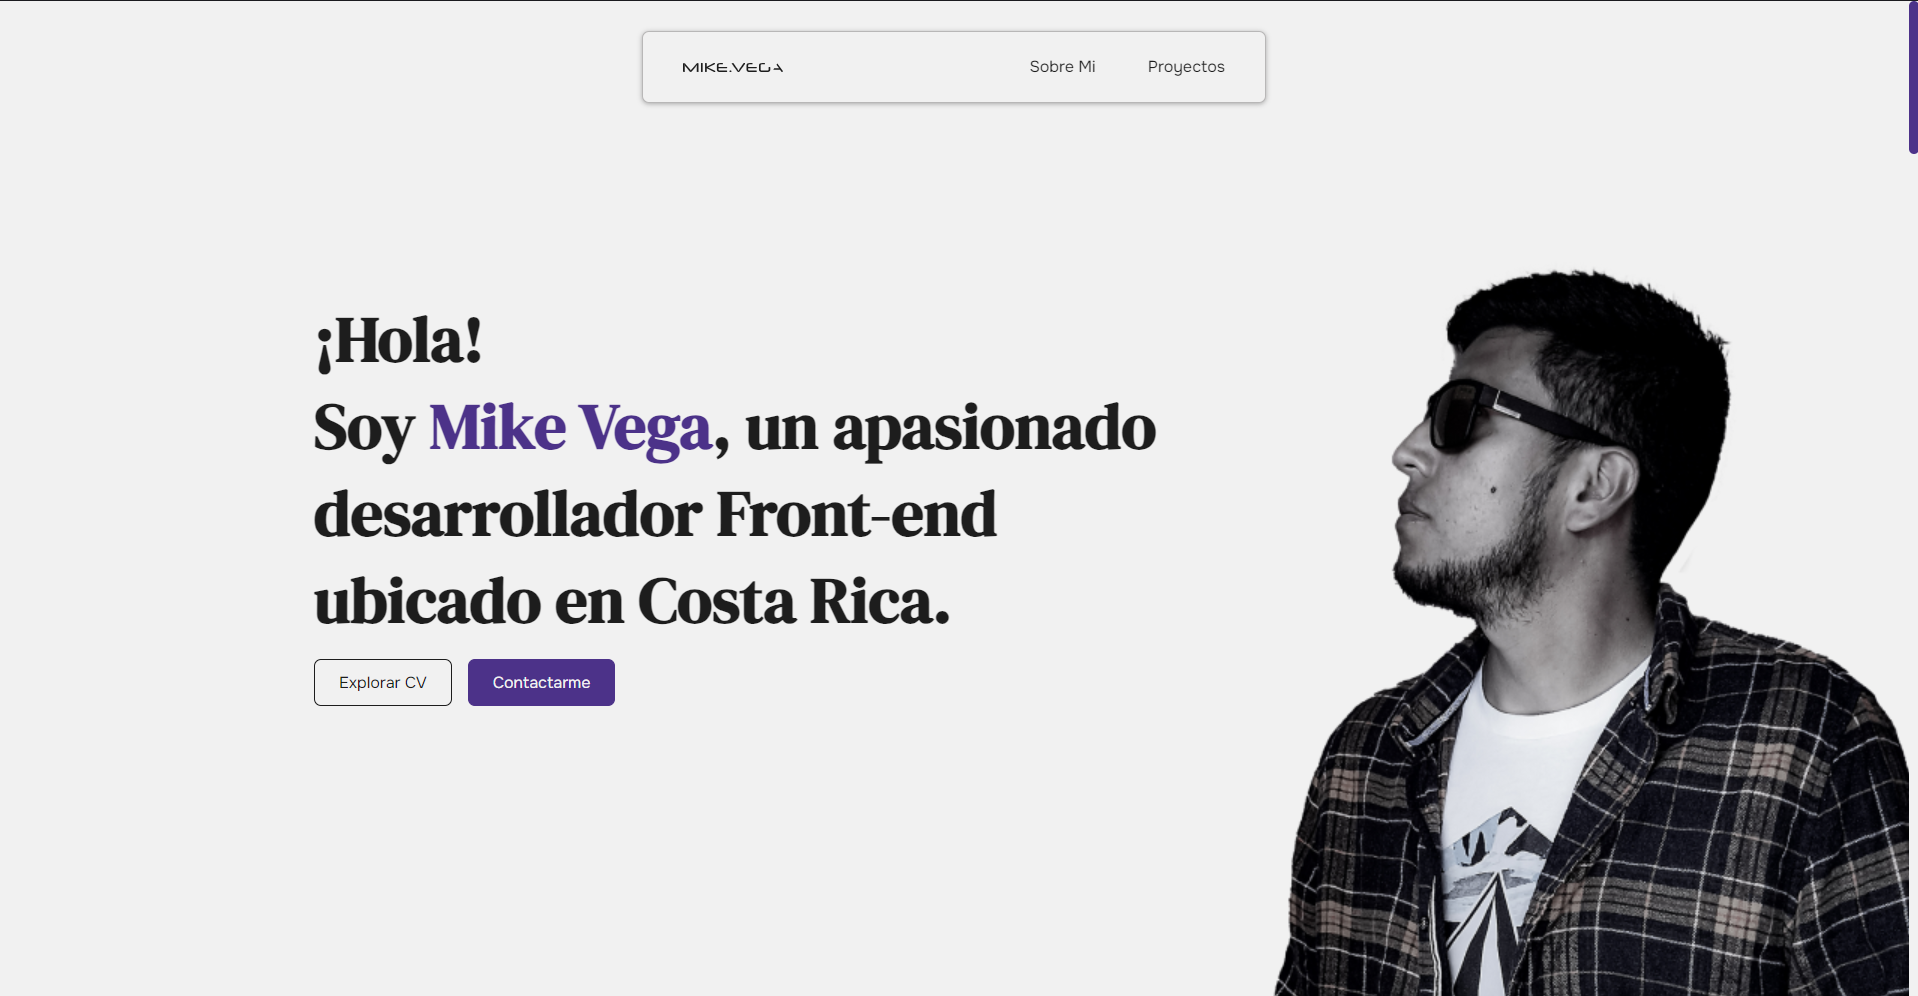 MIKE.VEGA
Sobre Mi
Proyectos
¡Hola!
Soy Mike Vega, un apasionado
desarrollador Front-end
ubicado en Costa Rica.
Explorar CV
Contactarme